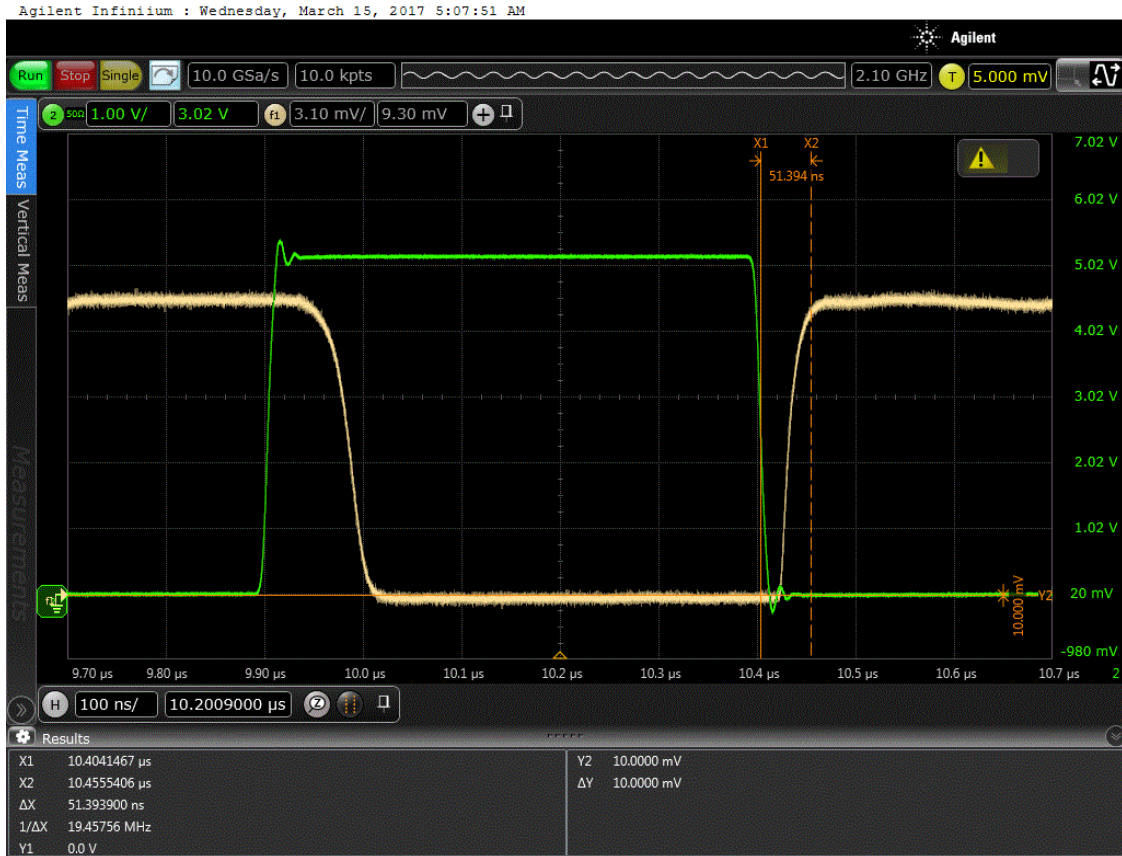 Agilent Infiniium : Wednesday, March 15, 2017 5:07:51 AM
Agilent
Run Stop Single 10.0 GSa/s 10.0 kpts 2.10 GHz T 5.000 mV
2 50Ω 1.00 V/ 3.02 V f1 3.10 mV/ 9.30 mV +
Time Meas
Vertical Meas
Measurements
X1 X2
51.394 ns
7.02 V
6.02 V
5.02 V
4.02 V
3.02 V
2.02 V
1.02 V
20 mV
-980 mV
10.000 mV
Y2
9.70 µs 9.80 µs 9.90 µs 10.0 µs 10.1 µs 10.2 µs 10.3 µs 10.4 µs 10.5 µs 10.6 µs 10.7 µs 2
H 100 ns/ 10.2009000 µs Z
Results
X1 10.4041467 µs
X2 10.4555406 µs
ΔX 51.393900 ns
1/ΔX 19.45756 MHz
Y1 0.0 V
Y2 10.0000 mV
ΔY 10.0000 mV